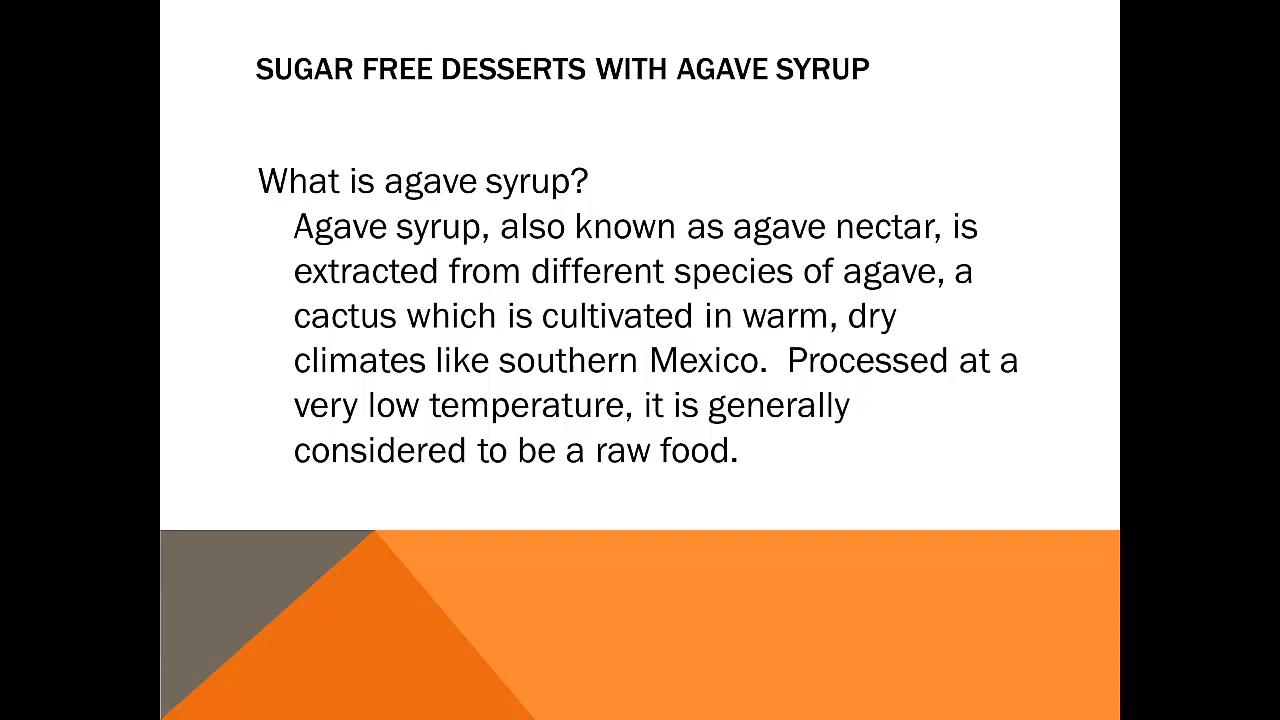 SUGAR FREE DESSERTS WITH AGAVE SYRUP
What is agave syrup?
Agave syrup, also known as agave nectar, is
extracted from different species of agave, a
cactus which is cultivated in warm, dry
climates like southern Mexico.  Processed at a
very low temperature, it is generally
considered to be a raw food.